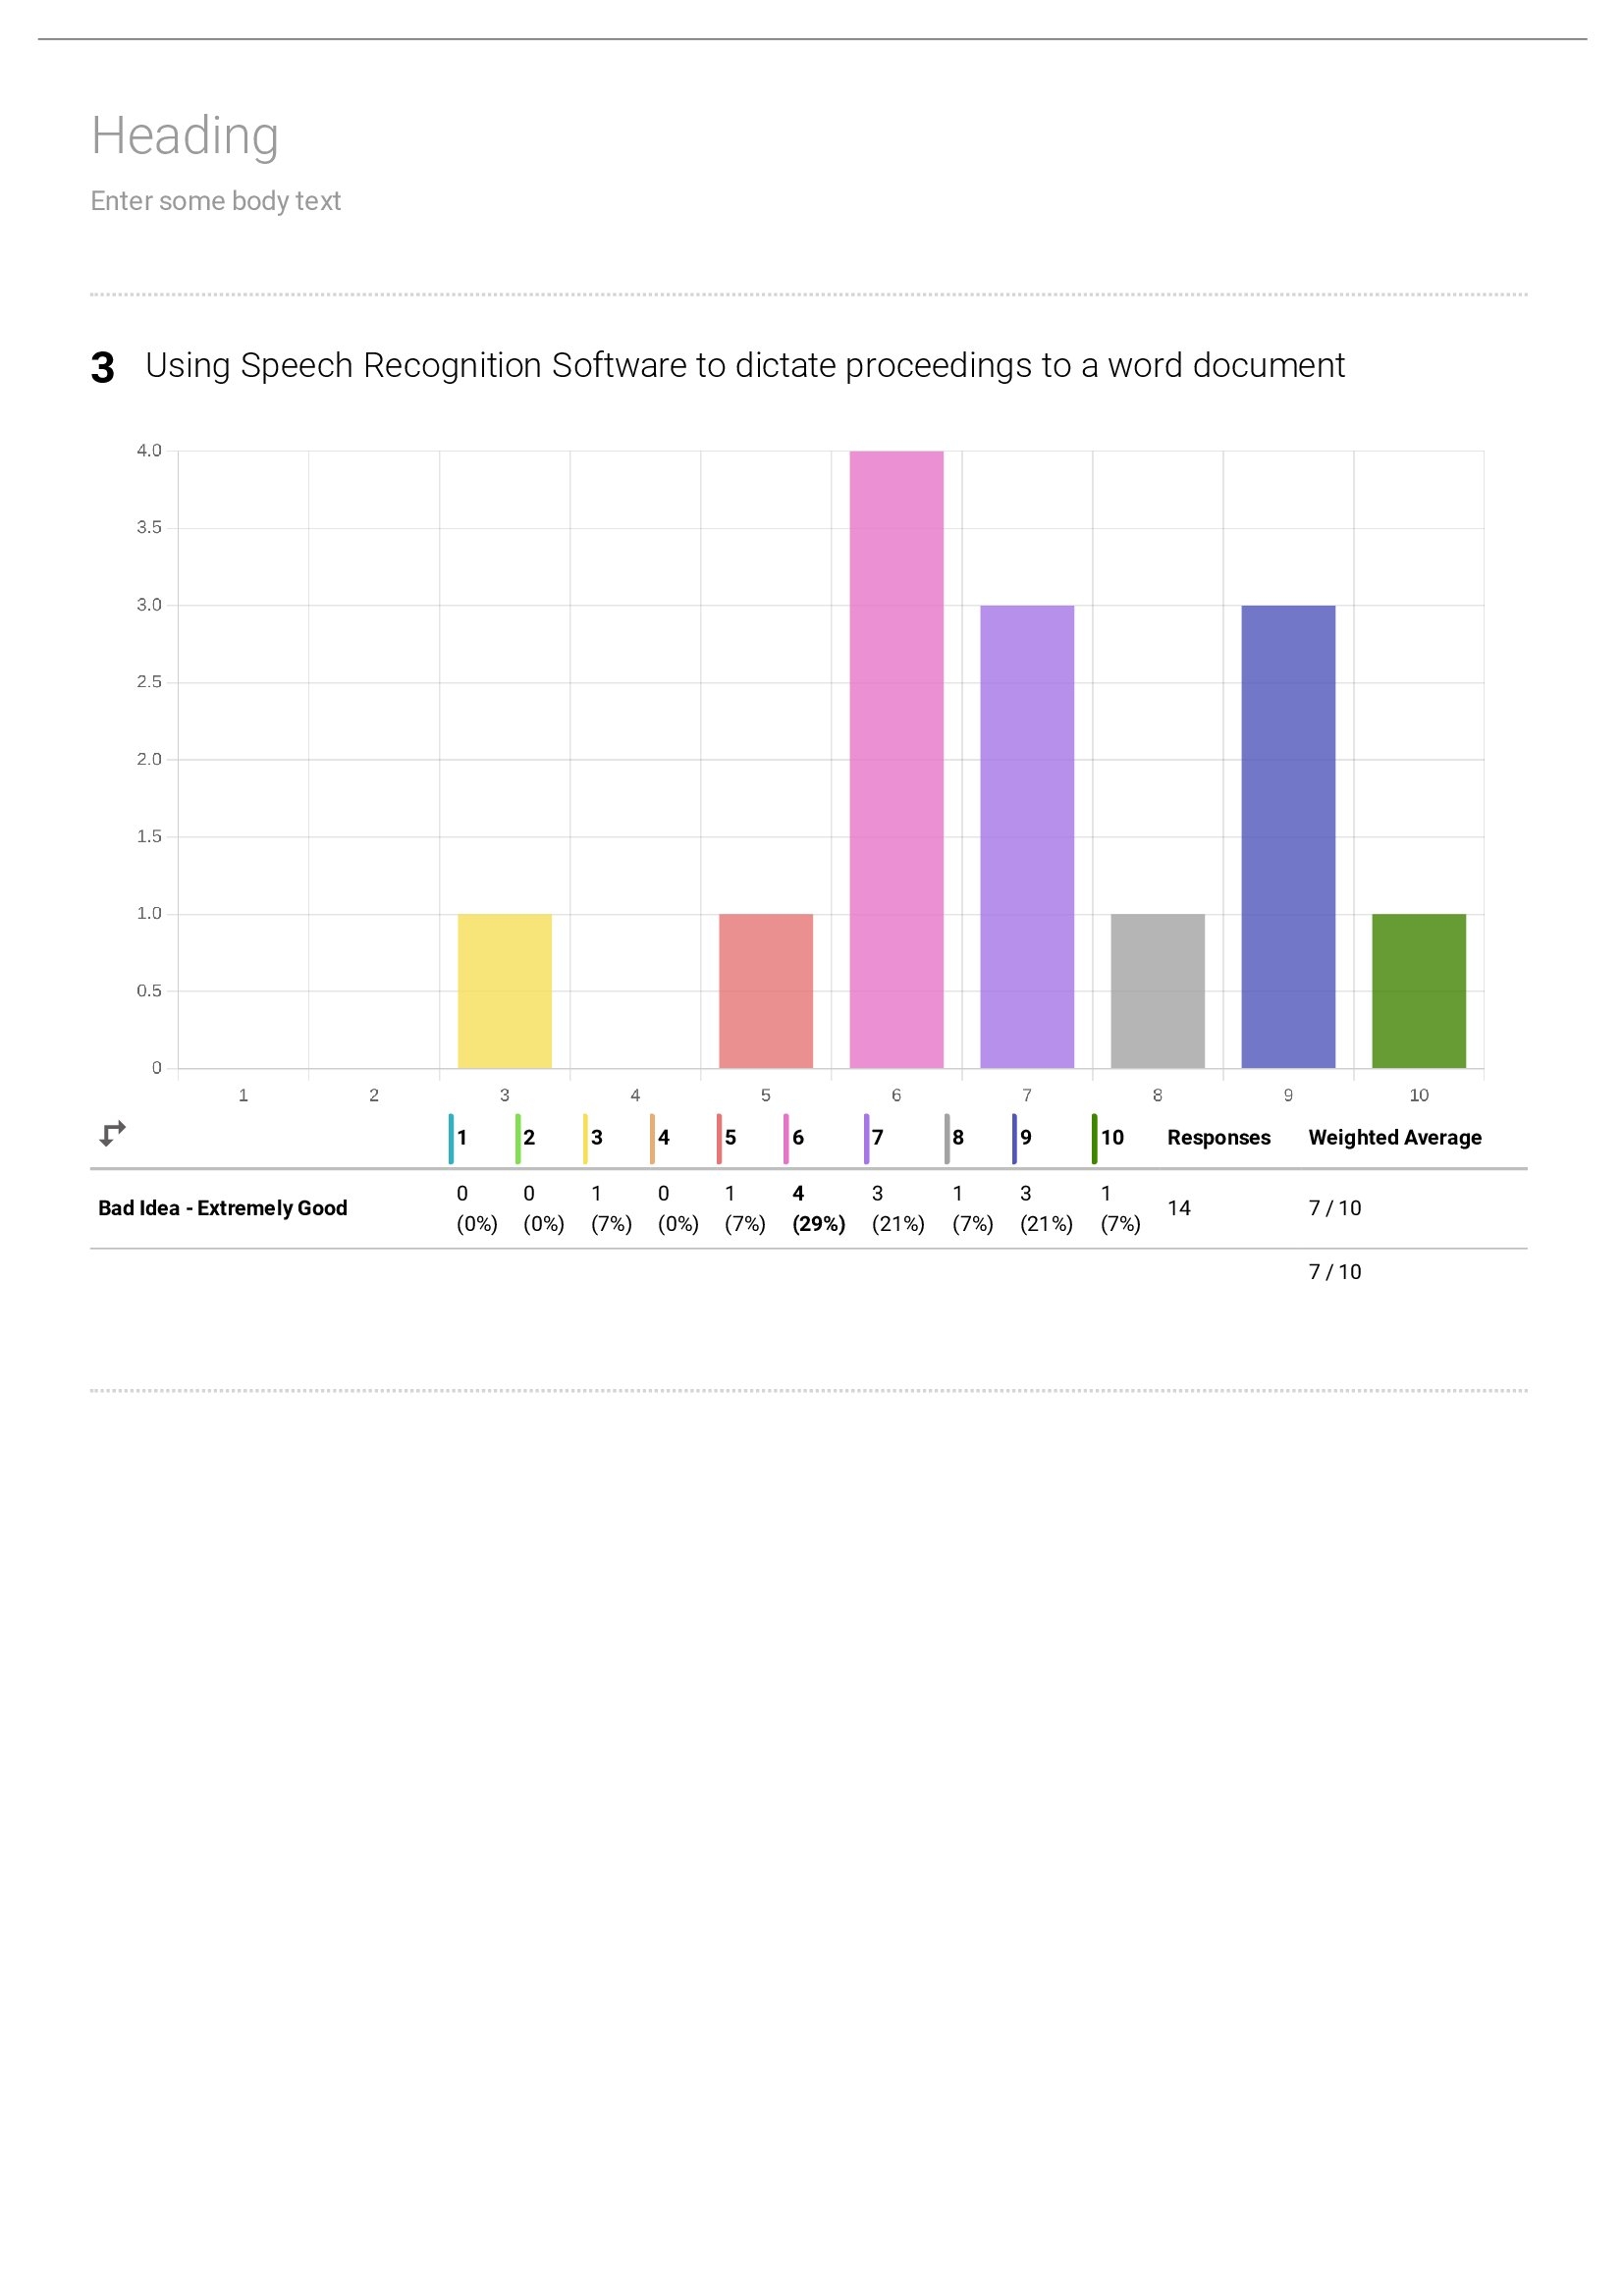 Heading
Enter some body text
3 Using Speech Recognition Software to dictate proceedings to a word document
4.0
3.5
3.0
2.5
2.0
1.5
1.0
0.5
0
1 2 3 4 5 6 7 8 9 10
1 2 3 4 5 6 7 8 9 10 Responses Weighted Average
Bad Idea - Extremely Good
0 0 1 0 1 4 3 1 3 1
(0%) (0%) (7%) (0%) (7%) (29%) (21%) (7%) (21%) (7%)
14 7 / 10
7 / 10